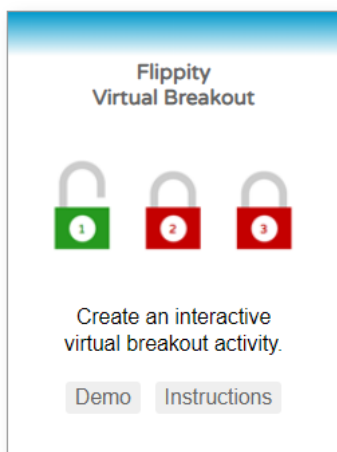 Flippity
Virtual Breakout
1 2 3
Create an interactive
virtual breakout activity.
Demo Instructions